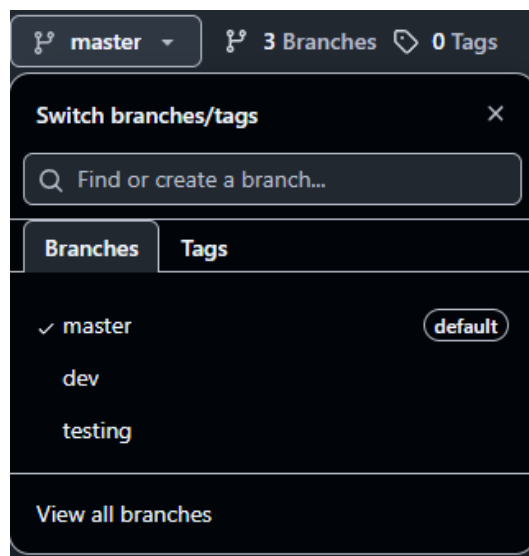 master 3 Branches 0 Tags
Switch branches/tags
Find or create a branch...
Branches Tags
master default
dev
testing
View all branches